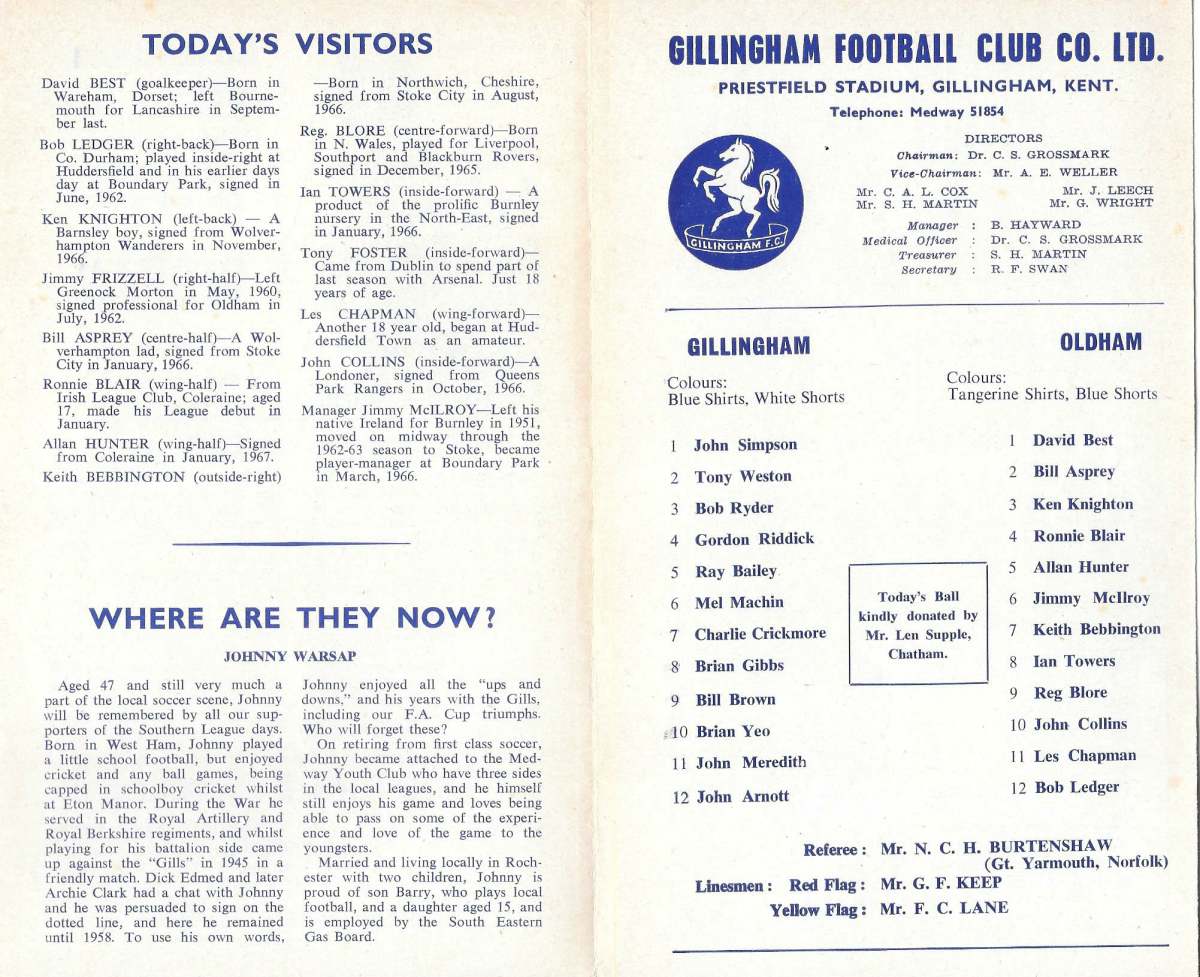 TODAY'S VISITORS
David BEST (goalkeeper)—Born in
Wareham, Dorset; left Bourne-
mouth for Lancashire in Septem-
ber last.
Bob LEDGER (right-back)—Born in
Co. Durham; played inside-right at
Huddersfield and in his earlier days
day at Boundary Park, signed in
June, 1962.
Ken KNIGHTON (left-back) — A
Barnsley boy, signed from Wolver-
hampton Wanderers in November,
1966.
Jimmy FRIZZELL (right-half)—Left
Greenock Morton in May, 1960,
signed professional for Oldham in
July, 1962.
Bill ASPREY (centre-half)—A Wol-
verhampton lad, signed from Stoke
City in January, 1966.
Ronnie BLAIR (wing-half) — From
Irish League Club, Coleraine; aged
17, made his League debut in
January.
Allan HUNTER (wing-half)—Signed
from Coleraine in January, 1967.
Keith BEBBINGTON (outside-right)
—Born in Northwich, Cheshire,
signed from Stoke City in August,
1966.
Reg. BLORE (centre-forward)—Born
in N. Wales, played for Liverpool,
Southport and Blackburn Rovers,
signed in December, 1965.
Ian TOWERS (inside-forward) — A
product of the prolific Burnley
nursery in the North-East, signed
in January, 1966.
Tony FOSTER (inside-forward)—
Came from Dublin to spend part of
last season with Arsenal. Just 18
years of age.
Les CHAPMAN (wing-forward)—
Another 18 year old, began at Hud-
dersfield Town as an amateur.
John COLLINS (inside-forward)—A
Londoner, signed from Queens
Park Rangers in October, 1966.
Manager Jimmy McILROY—Left his
native Ireland for Burnley in 1951,
moved on midway through the
1962-63 season to Stoke, became
player-manager at Boundary Park
in March, 1966.
WHERE ARE THEY NOW?
JOHNNY WARSAP
Aged 47 and still very much a
part of the local soccer scene, Johnny
will be remembered by all our sup-
porters of the Southern League days.
Born in West Ham, Johnny played
a little school football, but enjoyed
cricket and any ball games, being
capped in schoolboy cricket whilst
at Eton Manor. During the War he
served in the Royal Artillery and
Royal Berkshire regiments, and whilst
playing for his battalion side came
up against the "Gills" in 1945 in a
friendly match. Dick Edmed and later
Archie Clark had a chat with Johnny
and he was persuaded to sign on the
dotted line, and here he remained
until 1958. To use his own words,
Johnny enjoyed all the "ups and
downs," and his years with the Gills,
including our F.A. Cup triumphs.
Who will forget these?
On retiring from first class soccer,
Johnny became attached to the Med-
way Youth Club who have three sides
in the local leagues, and he himself
still enjoys his game and loves being
able to pass on some of the experi-
ence and love of the game to the
youngsters.
Married and living locally in Roch-
ester with two children, Johnny is
proud of son Barry, who plays local
football, and a daughter aged 15, and
is employed by the South Eastern
Gas Board.
GILLINGHAM FOOTBALL CLUB CO. LTD.
PRIESTFIELD STADIUM, GILLINGHAM, KENT.
Telephone: Medway 51854
GILLINGHAM F.C.
DIRECTORS
Chairman: Dr. C. S. GROSSMARK
Vice-Chairman: Mr. A. E. WELLER
Mr. C. A. L. COX Mr. J. LEECH
Mr. S. H. MARTIN Mr. G. WRIGHT
Manager : B. HAYWARD
Medical Officer : Dr. C. S. GROSSMARK
Treasurer : S. H. MARTIN
Secretary : R. F. SWAN
GILLINGHAM
Colours:
Blue Shirts, White Shorts
1 John Simpson
2 Tony Weston
3 Bob Ryder
4 Gordon Riddick
5 Ray Bailey
6 Mel Machin
7 Charlie Crickmore
8 Brian Gibbs
9 Bill Brown
10 Brian Yeo
11 John Meredith
12 John Arnott
Today's Ball
kindly donated by
Mr. Len Supple,
Chatham.
OLDHAM
Colours:
Tangerine Shirts, Blue Shorts
1 David Best
2 Bill Asprey
3 Ken Knighton
4 Ronnie Blair
5 Allan Hunter
6 Jimmy McIlroy
7 Keith Bebbington
8 Ian Towers
9 Reg Blore
10 John Collins
11 Les Chapman
12 Bob Ledger
Referee: Mr. N. C. H. BURTENSHAW
(Gt. Yarmouth, Norfolk)
Linesmen: Red Flag: Mr. G. F. KEEP
Yellow Flag: Mr. F. C. LANE